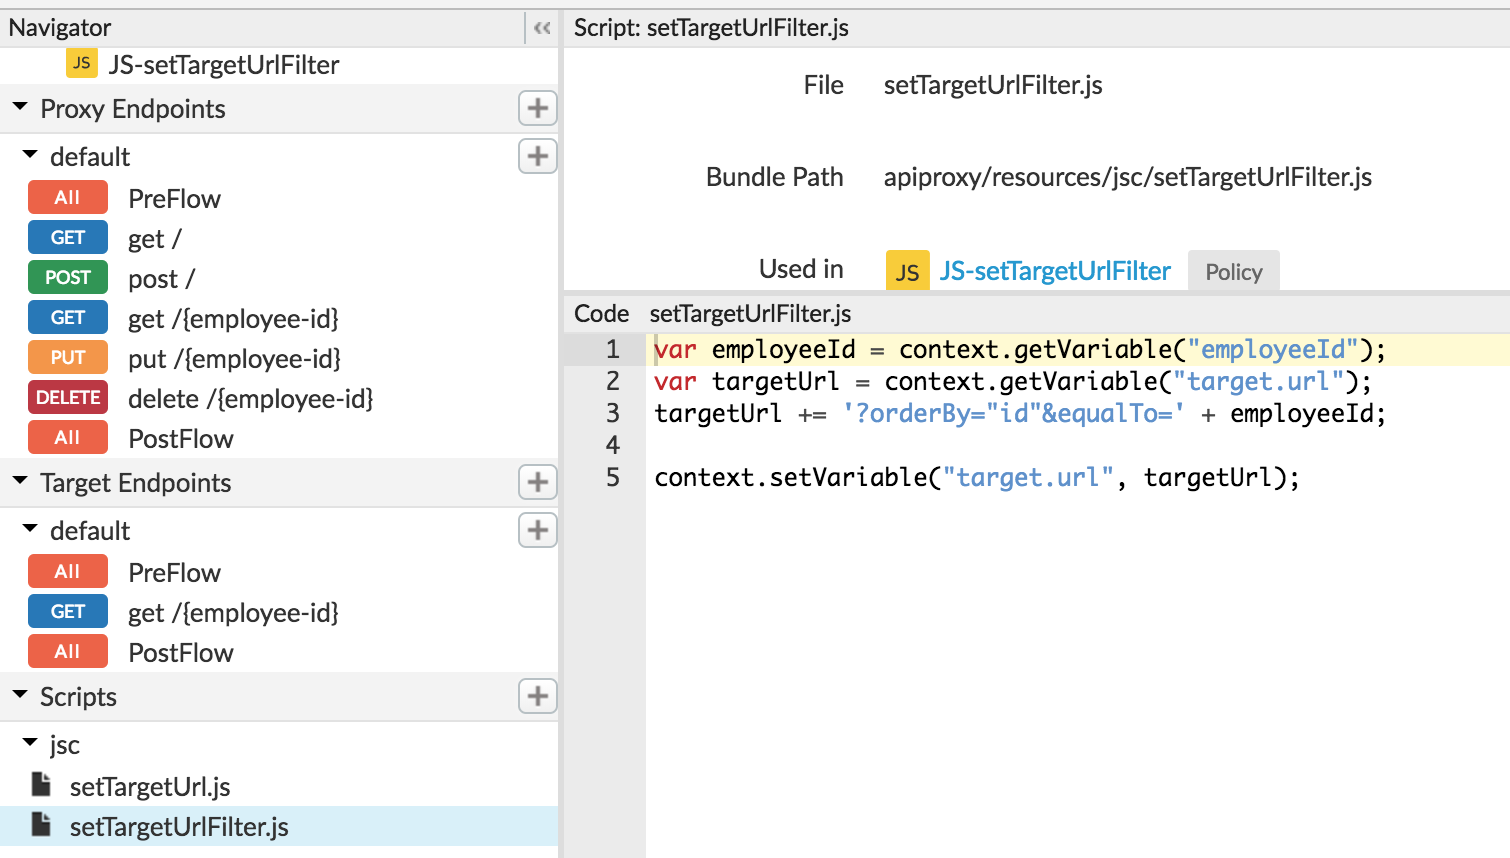 Navigator
JS JS-setTargetUrlFilter
Proxy Endpoints
default
All PreFlow
GET get /
POST post /
GET get /{employee-id}
PUT put /{employee-id}
DELETE delete /{employee-id}
All PostFlow
Target Endpoints
default
All PreFlow
GET get /{employee-id}
All PostFlow
Scripts
jsc
setTargetUrl.js
setTargetUrlFilter.js
Script: setTargetUrlFilter.js
File setTargetUrlFilter.js
Bundle Path apiproxy/resources/jsc/setTargetUrlFilter.js
Used in JS JS-setTargetUrlFilter Policy
Code setTargetUrlFilter.js
1 var employeeId = context.getVariable("employeeId");
2 var targetUrl = context.getVariable("target.url");
3 targetUrl += '?orderBy="id"&equalTo=' + employeeId;
4
5 context.setVariable("target.url", targetUrl);